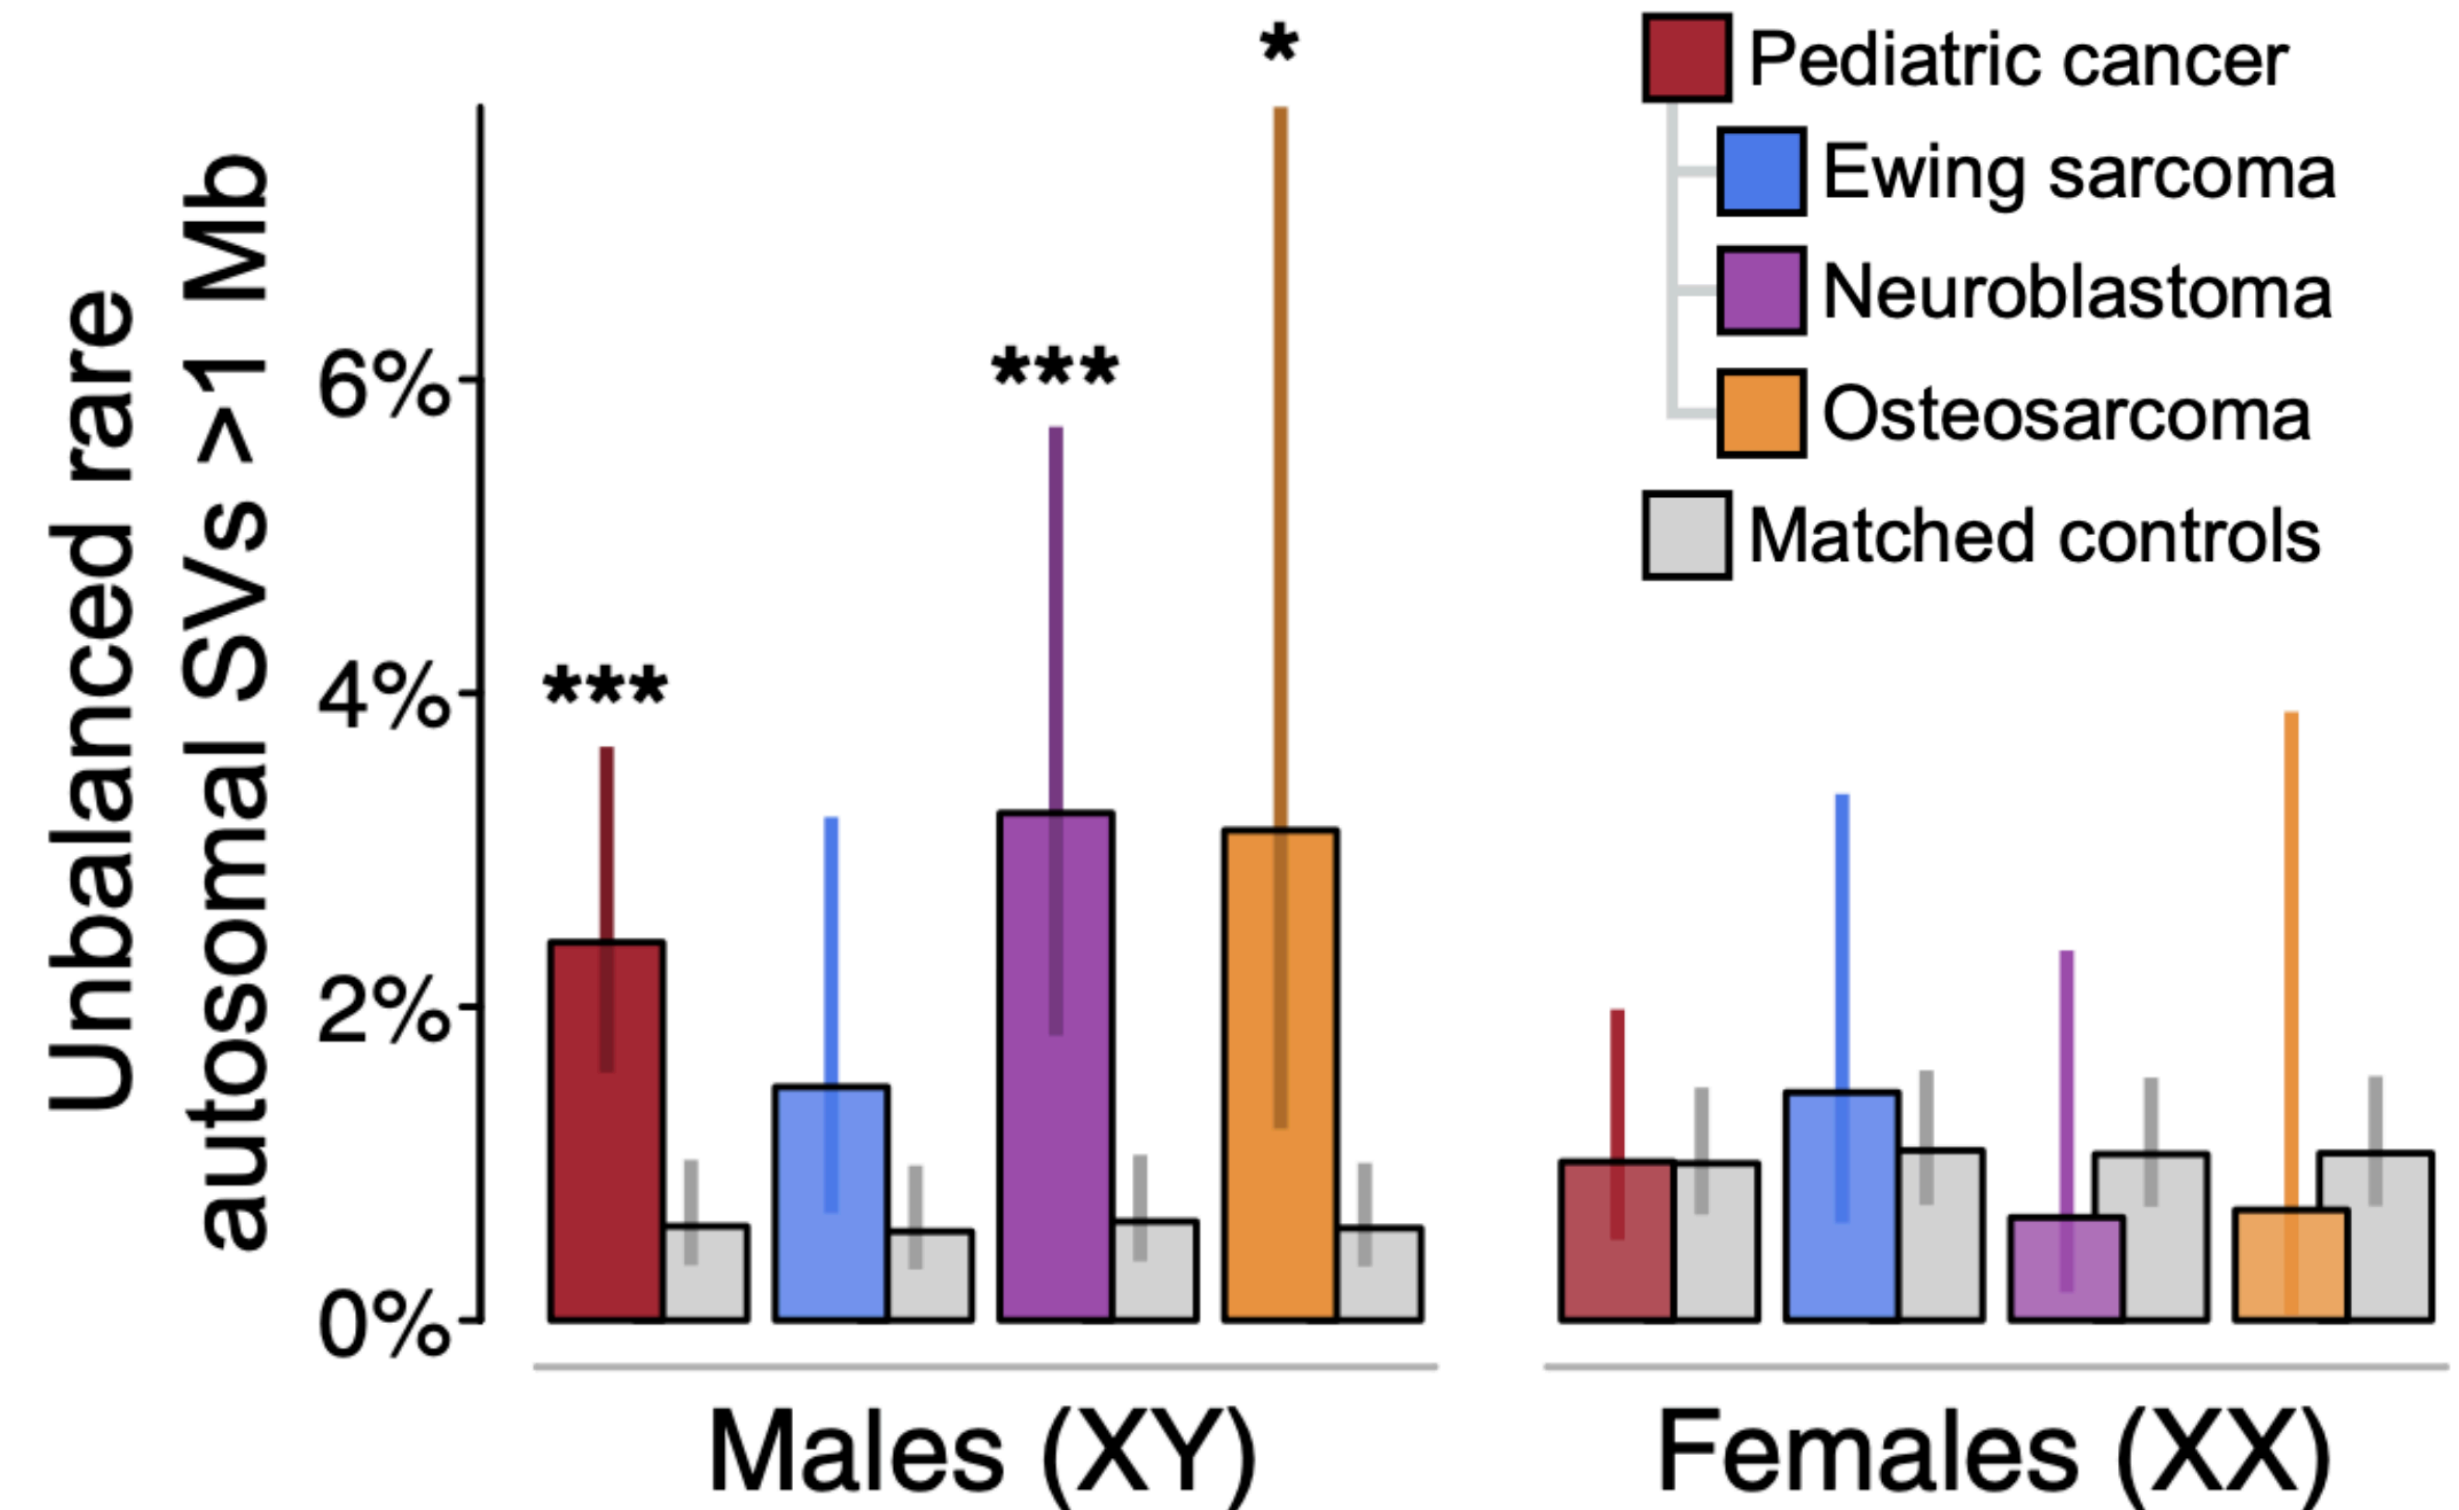 Unbalanced rare
autosomal SVs >1 Mb
6%
4%
2%
0%
***
***
*
Males (XY)
Females (XX)
Pediatric cancer
Ewing sarcoma
Neuroblastoma
Osteosarcoma
Matched controls